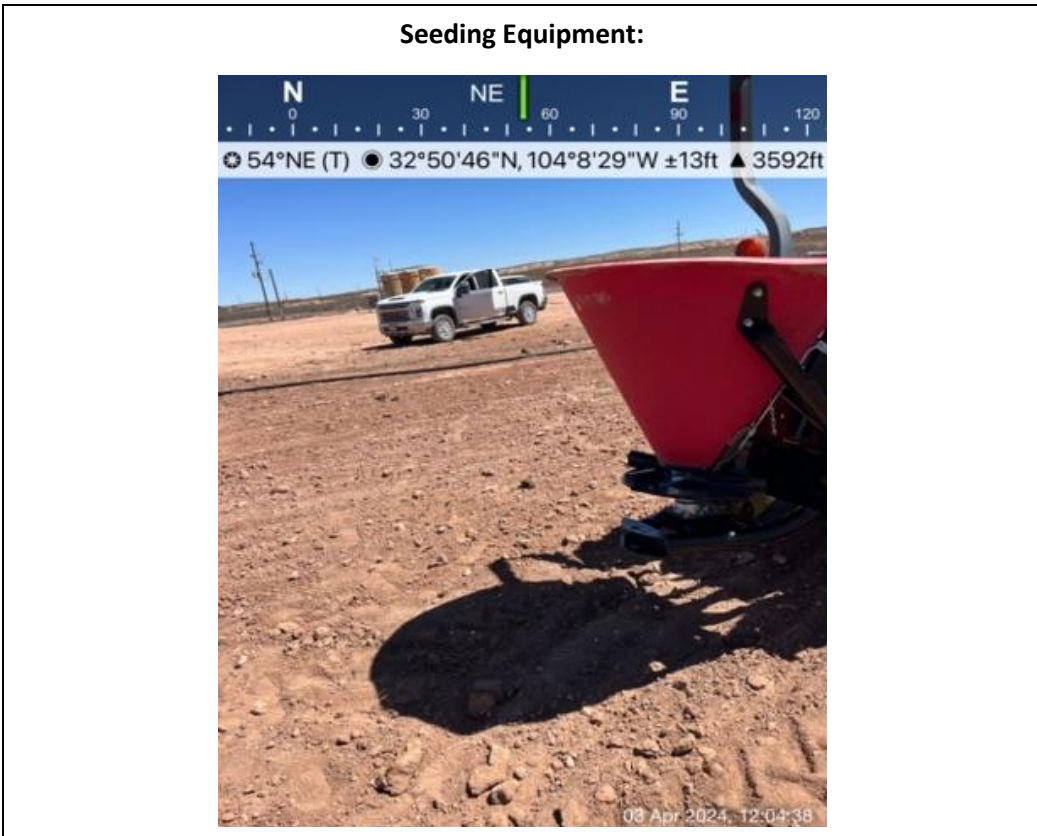 Seeding Equipment:
N NE E
0 30 60 90 120
54°NE (T) 32°50'46"N, 104°8'29"W ±13ft ▲ 3592ft
03 Apr 2024, 12:04:38